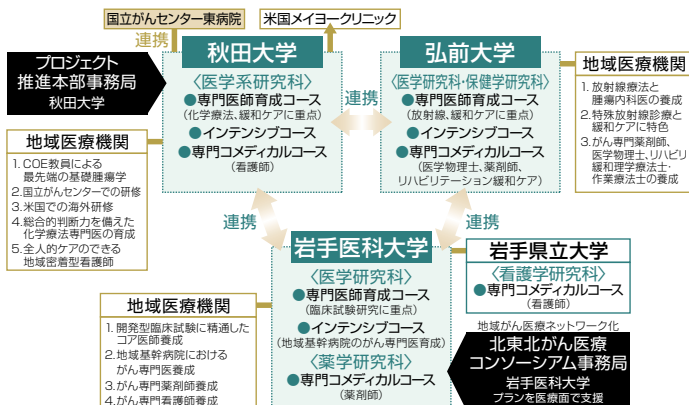 国立がんセンター東病院
米国メイヨークリニック
連携
プロジェクト
推進本部事務局
秋田大学
秋田大学
〈医学系研究科〉
●専門医師育成コース
(化学療法、緩和ケアに重点)
●インテンシブコース
●専門コメディカルコース
(看護師)
連携
弘前大学
〈医学研究科・保健学研究科〉
●専門医師育成コース
(放射線、緩和ケアに重点)
●インテンシブコース
●専門コメディカルコース
(医学物理士、薬剤師、
リハビリテーション緩和ケア)
地域医療機関
1.放射線療法と
腫瘍内科医の養成
2.特殊放射線診療と
緩和ケアに特色
3.がん専門薬剤師、
医学物理士、リハビリ
緩和理学療法士・
作業療法士の養成
地域医療機関
1.COE教員による
最先端の基礎腫瘍学
2.国立がんセンターでの研修
3.米国での海外研修
4.総合的判断力を備えた
化学療法専門医の育成
5.全人的ケアのできる
地域密着型看護師
連携
連携
岩手医科大学
〈医学研究科〉
●専門医師育成コース
(臨床試験研究に重点)
●インテンシブコース
(地域基幹病院のがん専門医育成)
〈薬学研究科〉
●専門コメディカルコース
(薬剤師)
岩手県立大学
〈看護学研究科〉
●専門コメディカルコース
(看護師)
地域医療機関
1.開発型臨床試験に精通した
コア医師養成
2.地域基幹病院における
がん専門医養成
3.がん専門薬剤師養成
4.がん専門看護師養成
地域がん医療ネットワーク化
北東北がん医療
コンソーシアム事務局
岩手医科大学
プランを医療面で支援